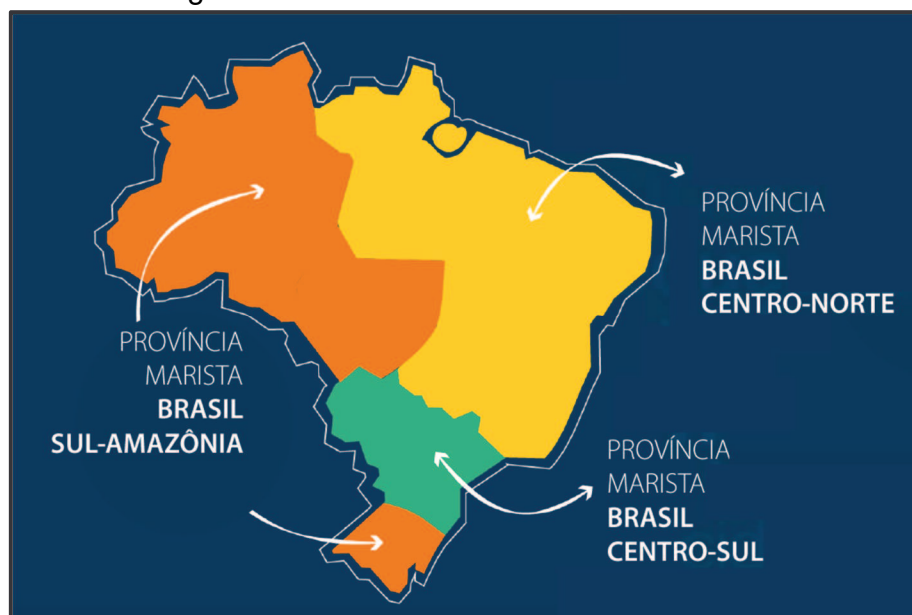 PROVÍNCIA
MARISTA
BRASIL
CENTRO-NORTE
PROVÍNCIA
MARISTA
BRASIL
SUL-AMAZÔNIA
PROVÍNCIA
MARISTA
BRASIL
CENTRO-SUL